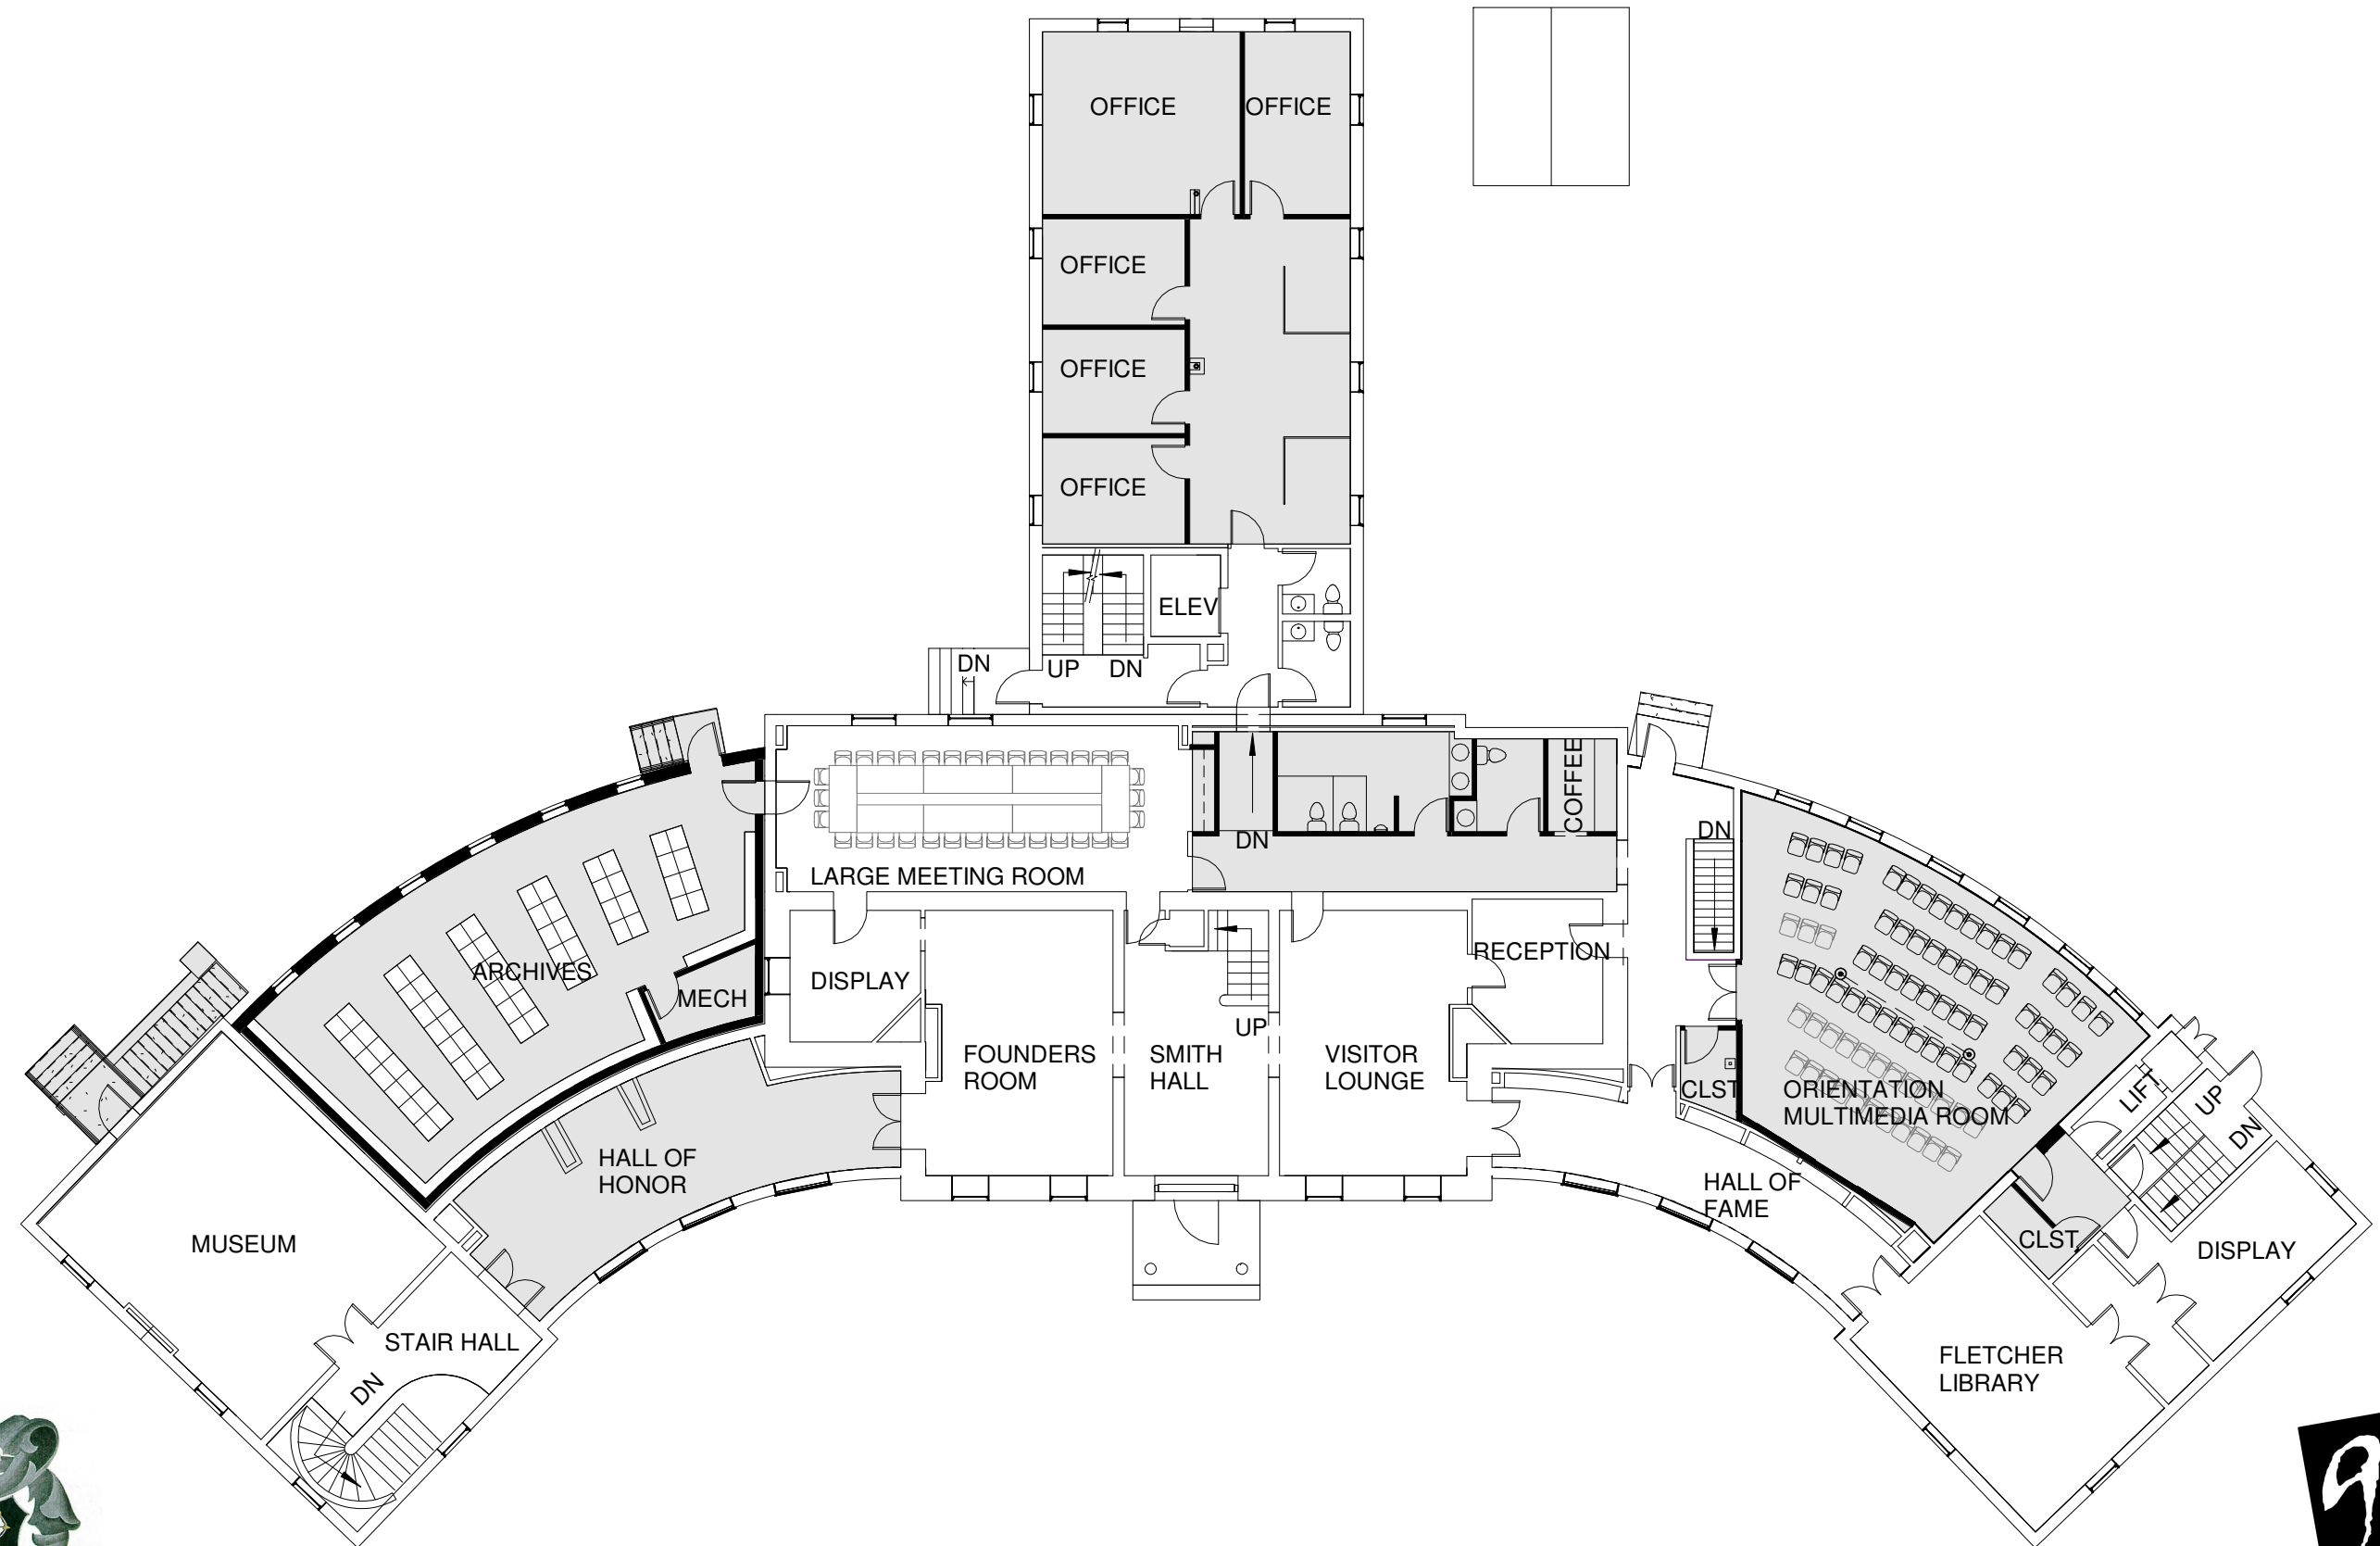 OFFICE
OFFICE
OFFICE
OFFICE
OFFICE
ELEV
DN
UP
DN
COFFEE
DN
DN
LARGE MEETING ROOM
RECEPTION
ARCHIVES
DISPLAY
MECH
UP
FOUNDERS
ROOM
SMITH
HALL
VISITOR
LOUNGE
CLST
ORIENTATION
MULTIMEDIA ROOM
LIFT
UP
DN
HALL OF
HONOR
HALL OF
FAME
MUSEUM
CLST
DISPLAY
STAIR HALL
DN
FLETCHER
LIBRARY